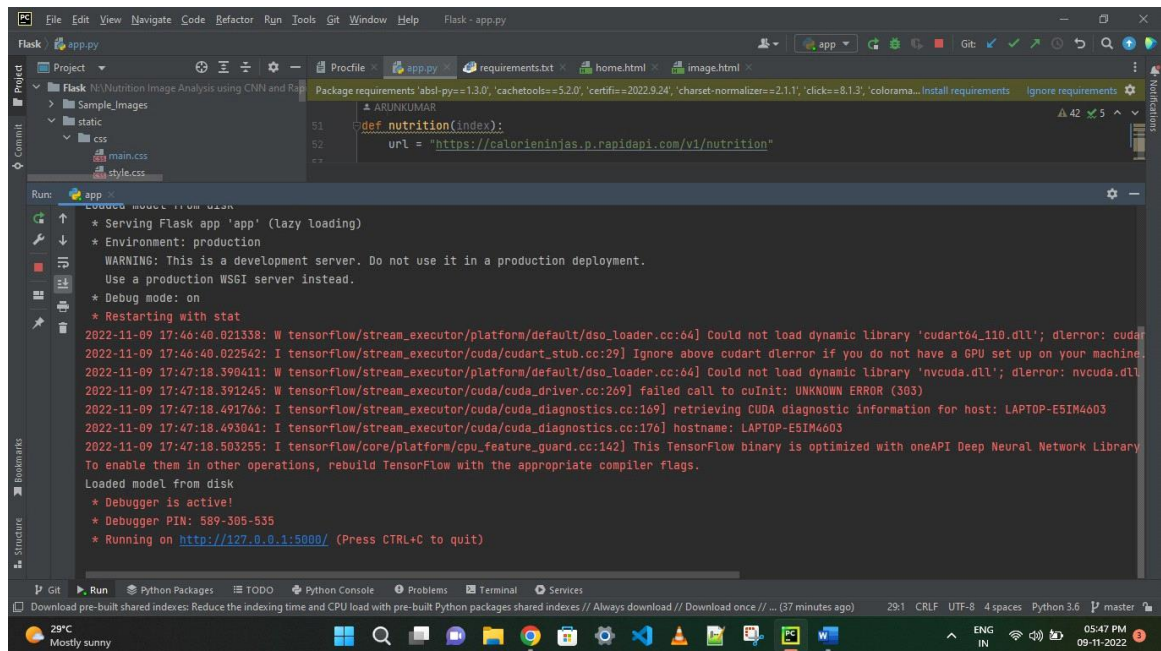 PC File Edit View Navigate Code Refactor Run Tools Git Window Help Flask - app.py
Flask app.py app Git:
Project Procfile app.py requirements.txt home.html image.html
Flask N:\Nutrition Image Analysis using CNN and Rap
Package requirements 'absl-py==1.3.0', 'cachetools==5.2.0', 'certifi==2022.9.24', 'charset-normalizer==2.1.1', 'click==8.1.3', 'colorama... Install requirements Ignore requirements
Sample_Images
static
css
main.css
style.css
ARUNKUMAR
42 5
51 def nutrition(index):
52 url = "https://calorieninjas.p.rapidapi.com/v1/nutrition"
53
Project
Commit
Bookmarks
Structure
Notifications
Run: app
Loaded model from disk
* Serving Flask app 'app' (lazy loading)
* Environment: production
WARNING: This is a development server. Do not use it in a production deployment.
Use a production WSGI server instead.
* Debug mode: on
* Restarting with stat
2022-11-09 17:46:40.021338: W tensorflow/stream_executor/platform/default/dso_loader.cc:64] Could not load dynamic library 'cudart64_110.dll'; dlerror: cudar
2022-11-09 17:46:40.022542: I tensorflow/stream_executor/cuda/cudart_stub.cc:29] Ignore above cudart dlerror if you do not have a GPU set up on your machine.
2022-11-09 17:47:18.390411: W tensorflow/stream_executor/platform/default/dso_loader.cc:64] Could not load dynamic library 'nvcuda.dll'; dlerror: nvcuda.dll
2022-11-09 17:47:18.391245: W tensorflow/stream_executor/cuda/cuda_driver.cc:269] failed call to cuInit: UNKNOWN ERROR (303)
2022-11-09 17:47:18.491766: I tensorflow/stream_executor/cuda/cuda_diagnostics.cc:169] retrieving CUDA diagnostic information for host: LAPTOP-E5IM46O3
2022-11-09 17:47:18.493041: I tensorflow/stream_executor/cuda/cuda_diagnostics.cc:176] hostname: LAPTOP-E5IM46O3
2022-11-09 17:47:18.503255: I tensorflow/core/platform/cpu_feature_guard.cc:142] This TensorFlow binary is optimized with oneAPI Deep Neural Network Library
To enable them in other operations, rebuild TensorFlow with the appropriate compiler flags.
Loaded model from disk
* Debugger is active!
* Debugger PIN: 589-305-535
* Running on http://127.0.0.1:5000/ (Press CTRL+C to quit)
Git Run Python Packages TODO Python Console Problems Terminal Services
Download pre-built shared indexes: Reduce the indexing time and CPU load with pre-built Python packages shared indexes // Always download // Download once // ... (37 minutes ago) 29:1 CRLF UTF-8 4 spaces Python 3.6 master
29°C
Mostly sunny
ENG
IN
05:47 PM
09-11-2022
3